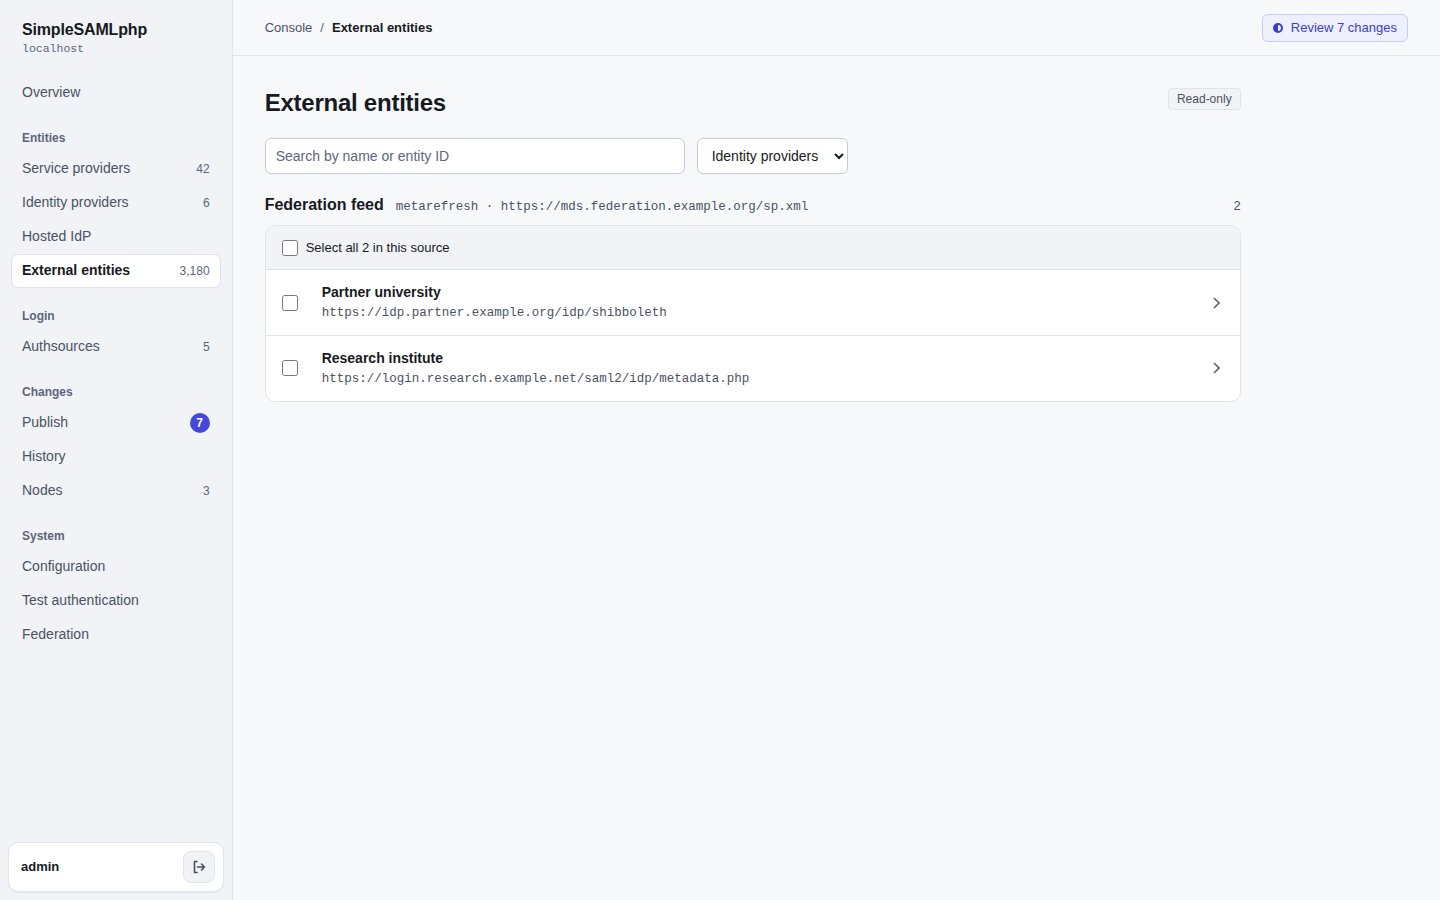 SimpleSAMLphp
localhost
Overview
Entities
Service providers 42
Identity providers 6
Hosted IdP
External entities 3,180
Login
Authsources 5
Changes
Publish 7
History
Nodes 3
System
Configuration
Test authentication
Federation
admin
Console / External entities
Review 7 changes
External entities
Read-only
Search by name or entity ID
Identity providers
Federation feed metarefresh · https://mds.federation.example.org/sp.xml 2
Select all 2 in this source
Partner university
https://idp.partner.example.org/idp/shibboleth
Research institute
https://login.research.example.net/saml2/idp/metadata.php